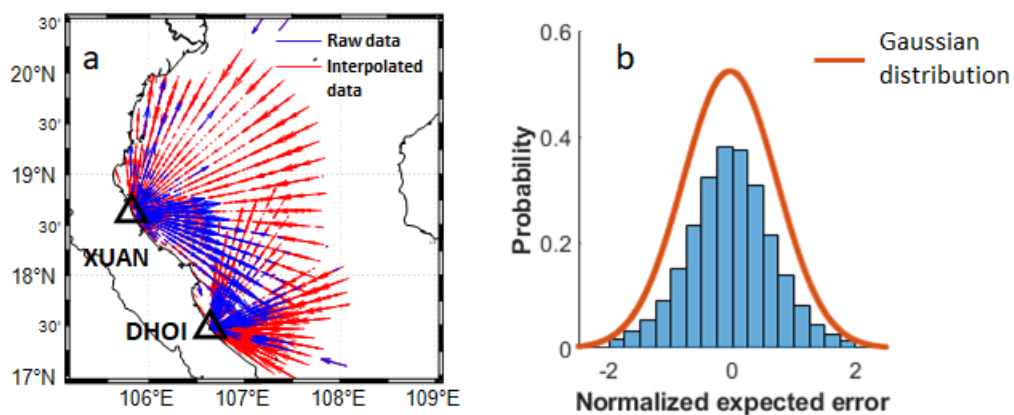 30'
a
Raw data
Interpolated
data
20°N
30'
19°N
30'
XUAN
18°N
DHOI
30'
17°N
106°E
107°E
108°E
109°E
0.6
b
Gaussian
distribution
0.4
Probability
0.2
0
-2
0
2
Normalized expected error